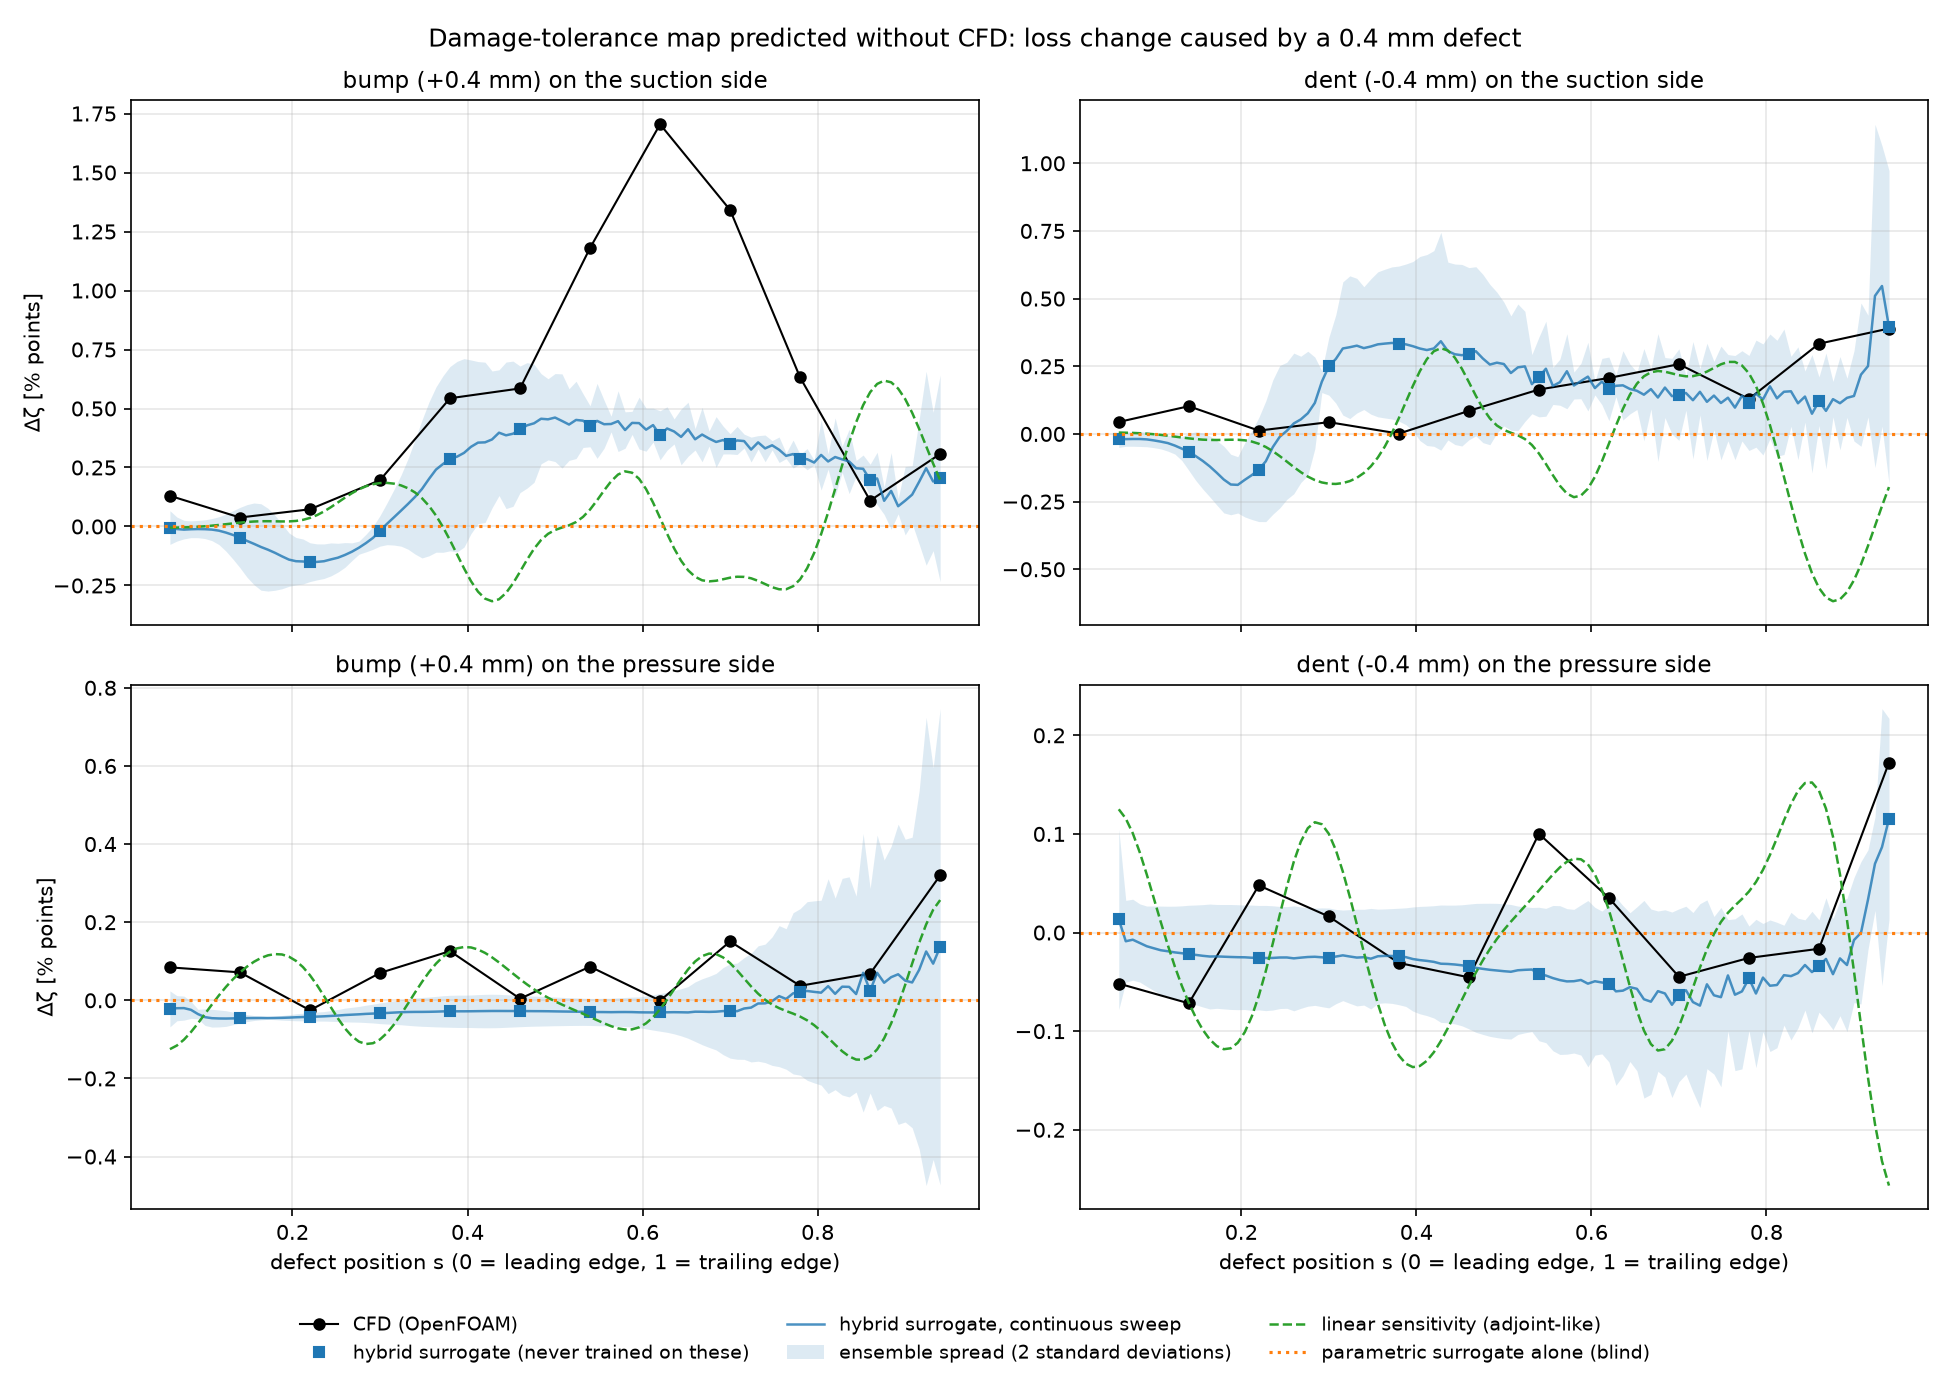 Damage-tolerance map predicted without CFD: loss change caused by a 0.4 mm defect
bump (+0.4 mm) on the suction side
1.75
1.50
1.25
1.00
0.75
0.50
0.25
0.00
−0.25
Δζ [% points]
dent (-0.4 mm) on the suction side
1.00
0.75
0.50
0.25
0.00
−0.25
−0.50
bump (+0.4 mm) on the pressure side
0.8
0.6
0.4
0.2
0.0
−0.2
−0.4
Δζ [% points]
0.2 0.4 0.6 0.8
defect position s (0 = leading edge, 1 = trailing edge)
dent (-0.4 mm) on the pressure side
0.2
0.1
0.0
−0.1
−0.2
0.2 0.4 0.6 0.8
defect position s (0 = leading edge, 1 = trailing edge)
CFD (OpenFOAM)
hybrid surrogate (never trained on these)
hybrid surrogate, continuous sweep
ensemble spread (2 standard deviations)
linear sensitivity (adjoint-like)
parametric surrogate alone (blind)